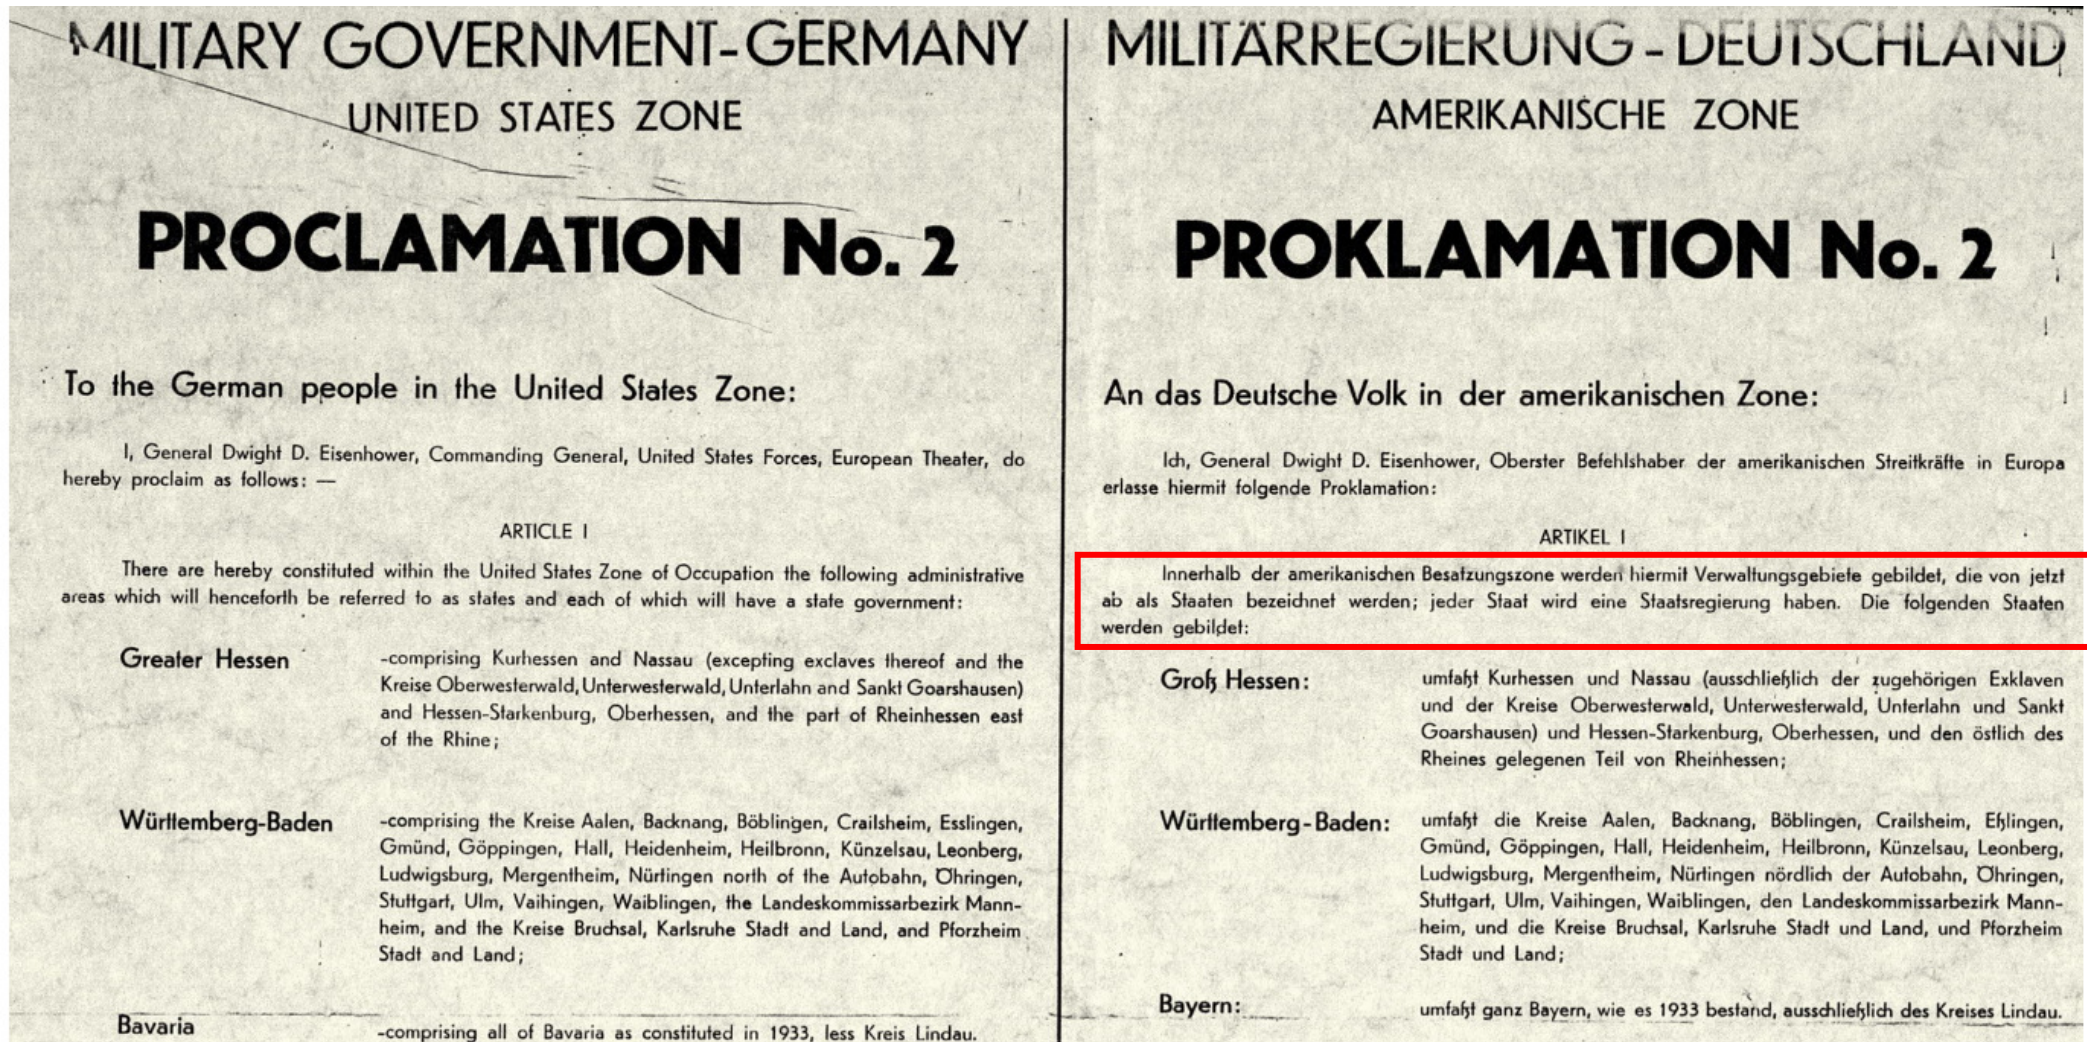 MILITARY GOVERNMENT-GERMANY
UNITED STATES ZONE
PROCLAMATION No. 2
To the German people in the United States Zone:
I, General Dwight D. Eisenhower, Commanding General, United States Forces, European Theater, do
hereby proclaim as follows: —
ARTICLE I
There are hereby constituted within the United States Zone of Occupation the following administrative
areas which will henceforth be referred to as states and each of which will have a state government:
Greater Hessen
-comprising Kurhessen and Nassau (excepting exclaves thereof and the
Kreise Oberwesterwald, Unterwesterwald, Unterlahn and Sankt Goarshausen)
and Hessen-Starkenburg, Oberhessen, and the part of Rheinhessen east
of the Rhine;
Württemberg-Baden
-comprising the Kreise Aalen, Backnang, Böblingen, Crailsheim, Esslingen,
Gmünd, Göppingen, Hall, Heidenheim, Heilbronn, Künzelsau, Leonberg,
Ludwigsburg, Mergentheim, Nürtingen north of the Autobahn, Öhringen,
Stuttgart, Ulm, Vaihingen, Waiblingen, the Landeskommissarbezirk Mann-
heim, and the Kreise Bruchsal, Karlsruhe Stadt and Land, and Pforzheim
Stadt and Land;
Bavaria
-comprising all of Bavaria as constituted in 1933, less Kreis Lindau.
MILITÄRREGIERUNG - DEUTSCHLAND
AMERIKANISCHE ZONE
PROKLAMATION No. 2
An das Deutsche Volk in der amerikanischen Zone:
Ich, General Dwight D. Eisenhower, Oberster Befehlshaber der amerikanischen Streitkräfte in Europa
erlasse hiermit folgende Proklamation:
ARTIKEL I
Innerhalb der amerikanischen Besatzungszone werden hiermit Verwaltungsgebiete gebildet, die von jetzt
ab als Staaten bezeichnet werden; jeder Staat wird eine Staatsregierung haben. Die folgenden Staaten
werden gebildet:
Groß Hessen:
umfaßt Kurhessen und Nassau (ausschließlich der zugehörigen Exklaven
und der Kreise Oberwesterwald, Unterwesterwald, Unterlahn und Sankt
Goarshausen) und Hessen-Starkenburg, Oberhessen, und den östlich des
Rheines gelegenen Teil von Rheinhessen;
Württemberg-Baden:
umfaßt die Kreise Aalen, Backnang, Böblingen, Crailsheim, Eßlingen,
Gmünd, Göppingen, Hall, Heidenheim, Heilbronn, Künzelsau, Leonberg,
Ludwigsburg, Mergentheim, Nürtingen nördlich der Autobahn, Öhringen,
Stuttgart, Ulm, Vaihingen, Waiblingen, den Landeskommissarbezirk Mann-
heim, und die Kreise Bruchsal, Karlsruhe Stadt und Land, und Pforzheim
Stadt und Land;
Bayern:
umfaßt ganz Bayern, wie es 1933 bestand, ausschließlich des Kreises Lindau.